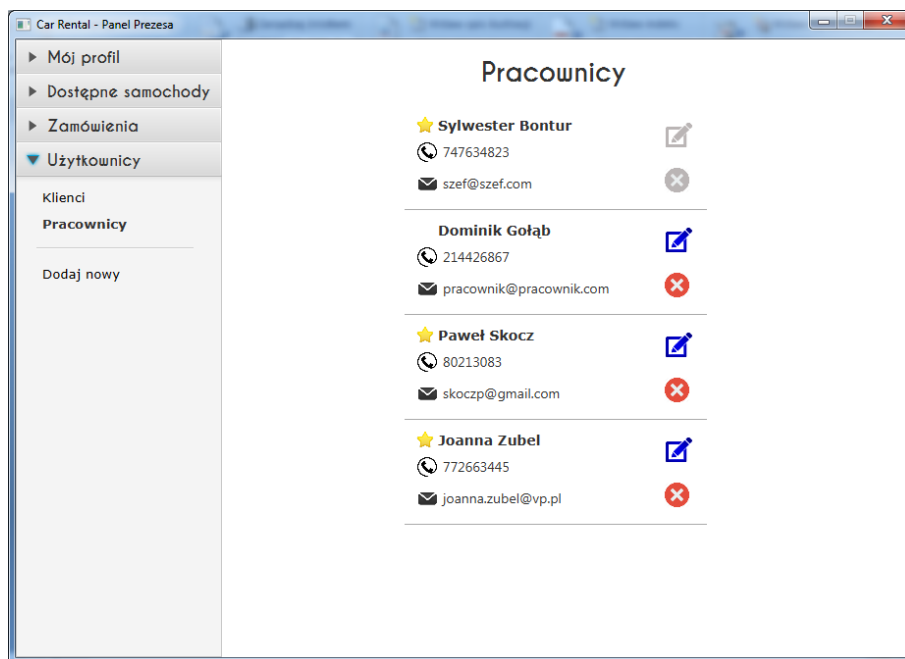 Car Rental - Panel Prezesa
Mój profil
Dostępne samochody
Zamówienia
Użytkownicy
Klienci
Pracownicy
Dodaj nowy
Pracownicy
Sylwester Bontur
747634823
szef@szef.com
Dominik Gołąb
214426867
pracownik@pracownik.com
Paweł Skocz
80213083
skoczp@gmail.com
Joanna Zubel
772663445
joanna.zubel@vp.pl